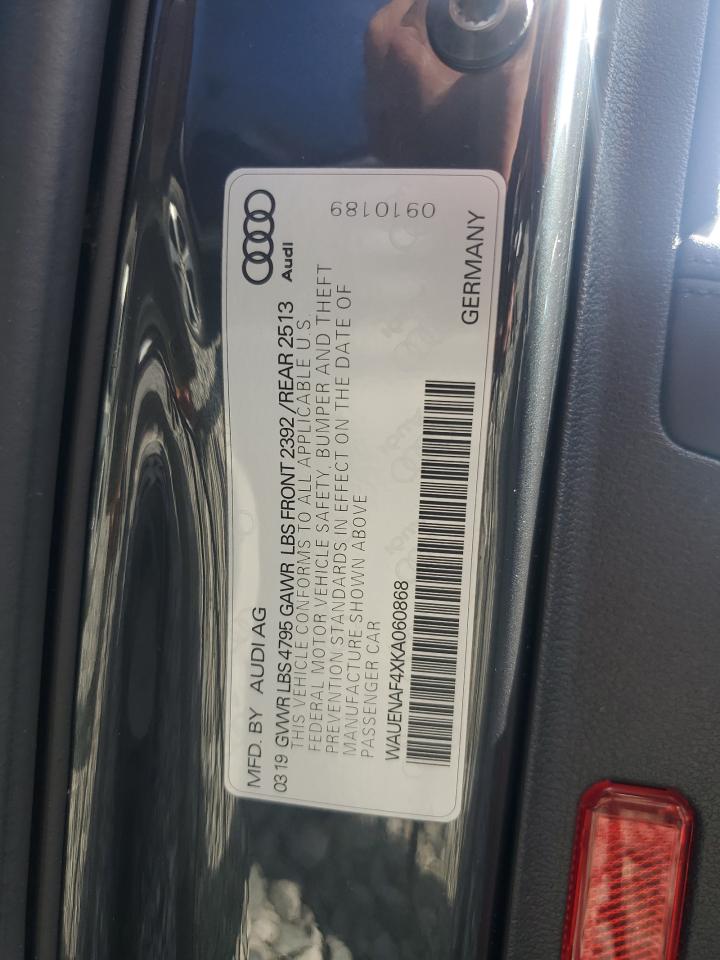 Audi
0910189
MFD. BY AUDI AG
03 19 GVWR LBS 4795 GAWR LBS FRONT 2392 /REAR 2513
THIS VEHICLE CONFORMS TO ALL APPLICABLE U.S.
FEDERAL MOTOR VEHICLE SAFETY, BUMPER AND THEFT
PREVENTION STANDARDS IN EFFECT ON THE DATE OF
MANUFACTURE SHOWN ABOVE
PASSENGER CAR
WAUENAF4XKA060868
GERMANY